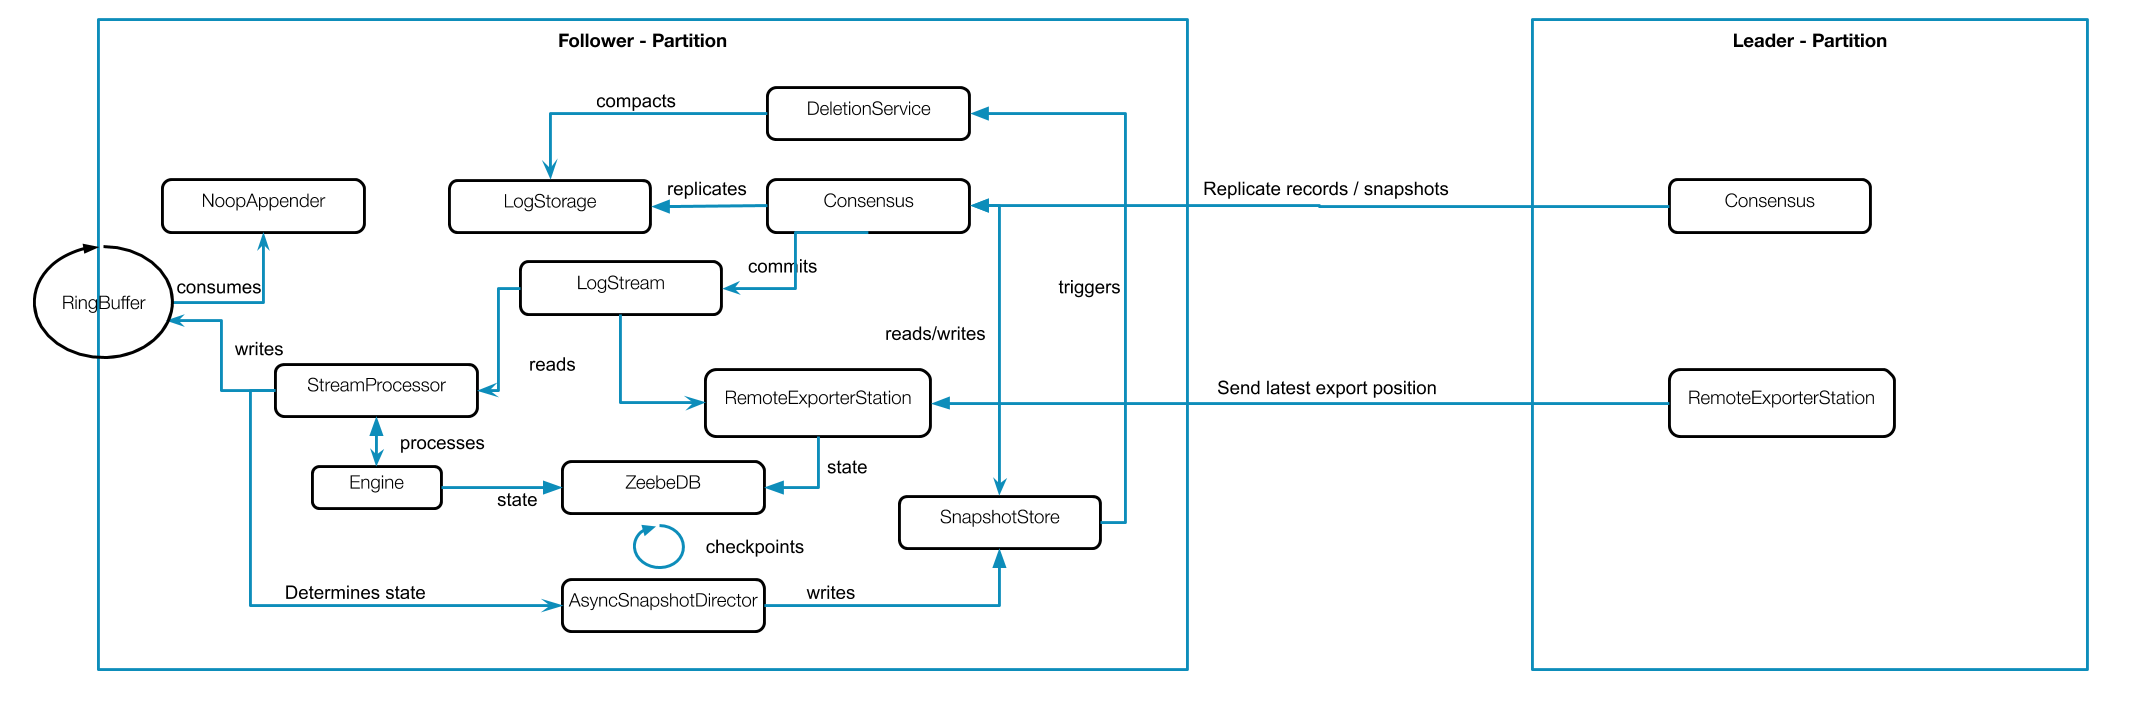 Follower - Partition
Leader - Partition
compacts
DeletionService
NoopAppender
LogStorage
replicates
Consensus
Replicate records / snapshots
Consensus
commits
LogStream
consumes
triggers
RingBuffer
reads/writes
writes
reads
StreamProcessor
RemoteExporterStation
Send latest export position
RemoteExporterStation
processes
state
Engine
state
ZeebeDB
SnapshotStore
checkpoints
Determines state
AsyncSnapshotDirector
writes